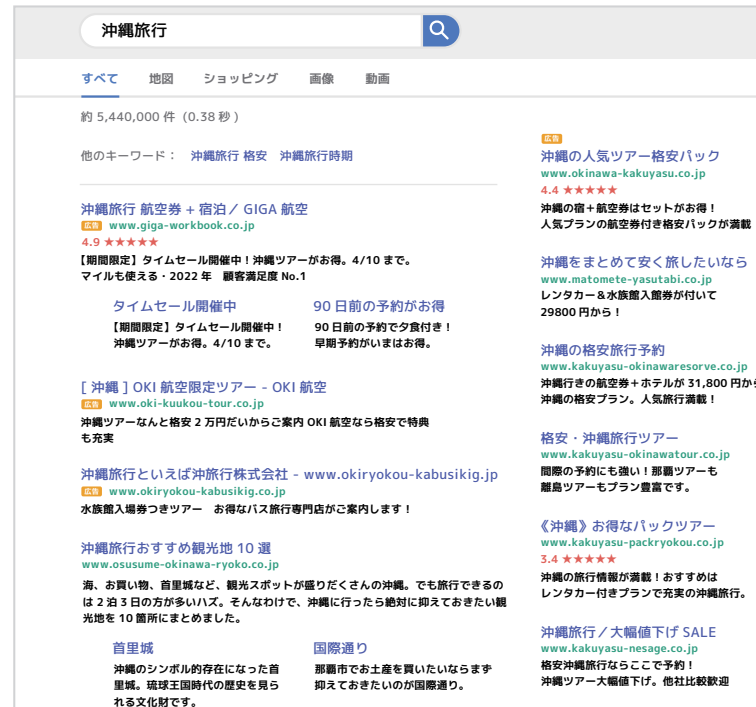 沖縄旅行
すべて 地図 ショッピング 画像 動画
約 5,440,000 件（0.38 秒）
他のキーワード： 沖縄旅行 格安 沖縄旅行時期
沖縄旅行 航空券 + 宿泊／ GIGA 航空
広告 www.giga-workbook.co.jp
4.9 ★★★★★
【期間限定】タイムセール開催中！沖縄ツアーがお得。4/10 まで。
マイルも使える・2022 年　顧客満足度 No.1
タイムセール開催中
【期間限定】タイムセール開催中！
沖縄ツアーがお得。4/10 まで。
90 日前の予約がお得
90 日前の予約で夕食付き！
早期予約がいまはお得。
[ 沖縄 ] OKI 航空限定ツアー - OKI 航空
広告 www.oki-kuukou-tour.co.jp
沖縄ツアーなんと格安 2 万円だいからご案内 OKI 航空なら格安で特典
も充実
沖縄旅行といえば沖旅行株式会社 - www.okiryokou-kabusikig.jp
広告 www.okiryokou-kabusikig.co.jp
水族館入場券つきツアー　お得なバス旅行専門店がご案内します！
沖縄旅行おすすめ観光地 10 選
www.osusume-okinawa-ryoko.co.jp
海、お買い物、首里城など、観光スポットが盛りだくさんの沖縄。でも旅行できるの
は 2 泊 3 日の方が多いハズ。そんなわけで、沖縄に行ったら絶対に抑えておきたい観
光地を 10 箇所にまとめました。
首里城
沖縄のシンボル的存在になった首
里城。琉球王国時代の歴史を見ら
れる文化財です。
国際通り
那覇市でお土産を買いたいならまず
抑えておきたいのが国際通り。
広告
沖縄の人気ツアー格安パック
www.okinawa-kakuyasu.co.jp
4.4 ★★★★★
沖縄の宿＋航空券はセットがお得！
人気プランの航空券付き格安パックが満載
沖縄をまとめて安く旅したいなら
www.matomete-yasutabi.co.jp
レンタカー＆水族館入館券が付いて
29800 円から！
沖縄の格安旅行予約
www.kakuyasu-okinawaresorve.co.jp
沖縄行きの航空券＋ホテルが 31,800 円から
沖縄の格安プラン。人気旅行満載！
格安・沖縄旅行ツアー
www.kakuyasu-okinawatour.co.jp
間際の予約にも強い！那覇ツアーも
離島ツアーもプラン豊富です。
《沖縄》お得なパックツアー
www.kakuyasu-packryokou.co.jp
3.4 ★★★★★
沖縄の旅行情報が満載！おすすめは
レンタカー付きプランで充実の沖縄旅行。
沖縄旅行／大幅値下げ SALE
www.kakuyasu-nesage.co.jp
格安沖縄旅行ならここで予約！
沖縄ツアー大幅値下げ。他社比較歓迎